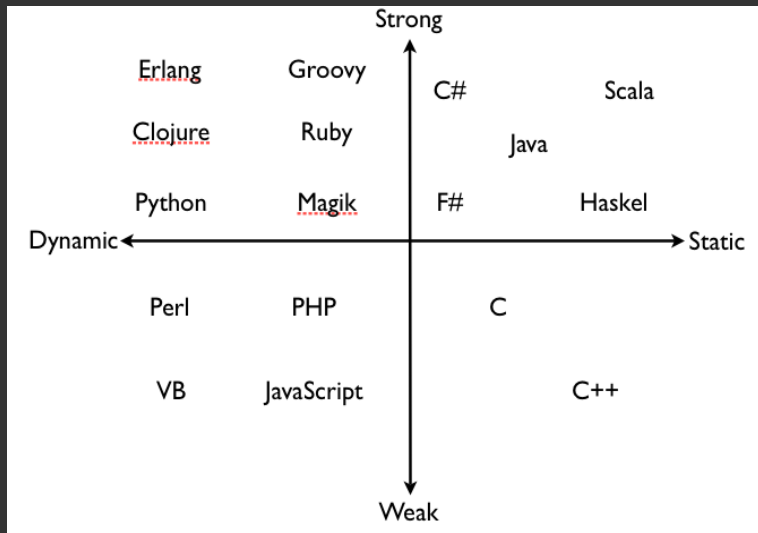 Strong
Erlang Groovy
C# Scala
Clojure Ruby
Java
Python Magik F# Haskel
Dynamic Static
Perl PHP C
VB JavaScript C++
Weak